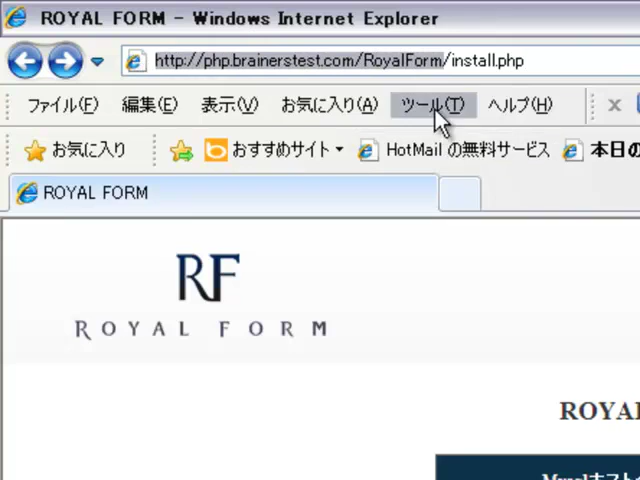 ROYAL FORM - Windows Internet Explorer
http://php.brainerstest.com/RoyalForm/install.php
ファイル(F) 編集(E) 表示(V) お気に入り(A) ツール(T) ヘルプ(H)
お気に入り おすすめサイト HotMail の無料サービス 本日の
ROYAL FORM
RF
ROYAL FORM
ROYAL